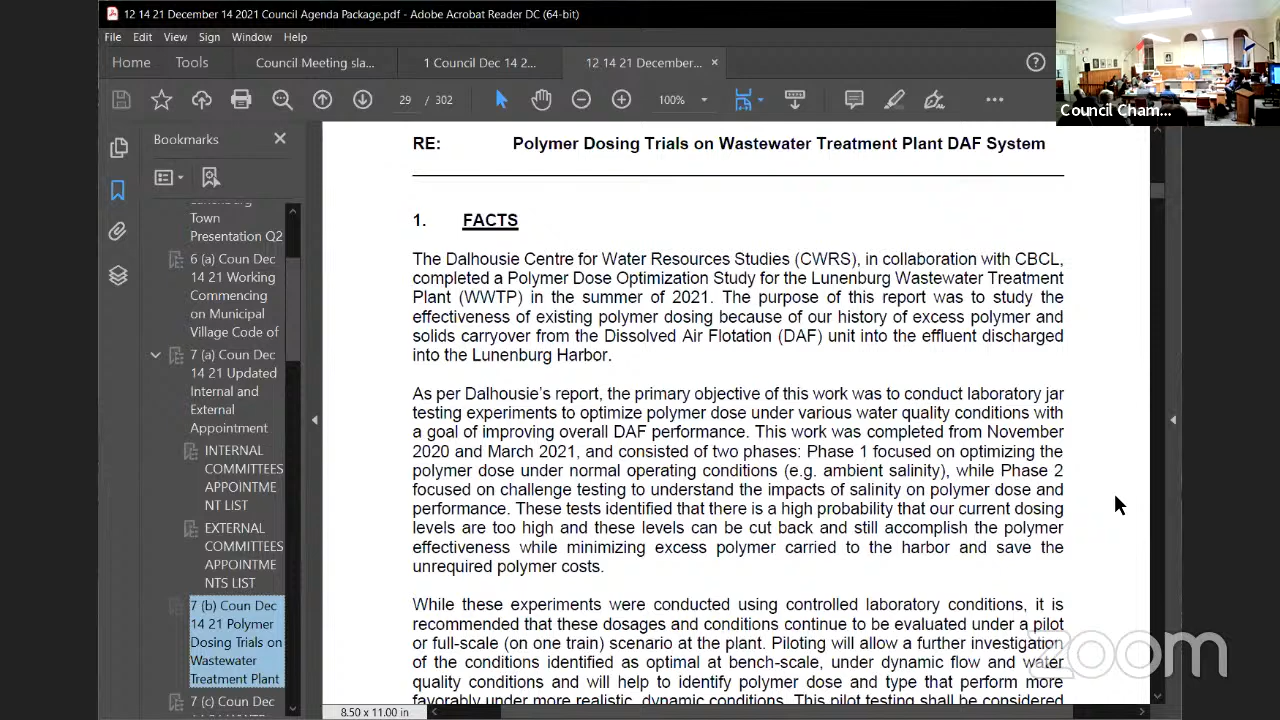 12 14 21 December 14 2021 Council Agenda Package.pdf - Adobe Acrobat Reader DC (64-bit)
File Edit View Sign Window Help
Home Tools Council Meeting sla... 1 Council Dec 14 2... 12 14 21 December... ×
29 / 302 100%
Council Cham...
Bookmarks
Town
Presentation Q2
6 (a) Coun Dec
14 21 Working
Commencing
on Municipal
Village Code of
7 (a) Coun Dec
14 21 Updated
Internal and
External
Appointment
INTERNAL
COMMITTEES
APPOINTME
NT LIST
EXTERNAL
COMMITTEES
APPOINTME
NTS LIST
7 (b) Coun Dec
14 21 Polymer
Dosing Trials on
Wastewater
Treatment Plant
7 (c) Coun Dec
RE: Polymer Dosing Trials on Wastewater Treatment Plant DAF System
1. FACTS
The Dalhousie Centre for Water Resources Studies (CWRS), in collaboration with CBCL,
completed a Polymer Dose Optimization Study for the Lunenburg Wastewater Treatment
Plant (WWTP) in the summer of 2021. The purpose of this report was to study the
effectiveness of existing polymer dosing because of our history of excess polymer and
solids carryover from the Dissolved Air Flotation (DAF) unit into the effluent discharged
into the Lunenburg Harbor.
As per Dalhousie's report, the primary objective of this work was to conduct laboratory jar
testing experiments to optimize polymer dose under various water quality conditions with
a goal of improving overall DAF performance. This work was completed from November
2020 and March 2021, and consisted of two phases: Phase 1 focused on optimizing the
polymer dose under normal operating conditions (e.g. ambient salinity), while Phase 2
focused on challenge testing to understand the impacts of salinity on polymer dose and
performance. These tests identified that there is a high probability that our current dosing
levels are too high and these levels can be cut back and still accomplish the polymer
effectiveness while minimizing excess polymer carried to the harbor and save the
unrequired polymer costs.
While these experiments were conducted using controlled laboratory conditions, it is
recommended that these dosages and conditions continue to be evaluated under a pilot
or full-scale (on one train) scenario at the plant. Piloting will allow a further investigation
of the conditions identified as optimal at bench-scale, under dynamic flow and water
quality conditions and will help to identify polymer dose and type that perform more
favorably under more realistic, dynamic conditions. This pilot testing shall be considered
8.50 x 11.00 in
zoom